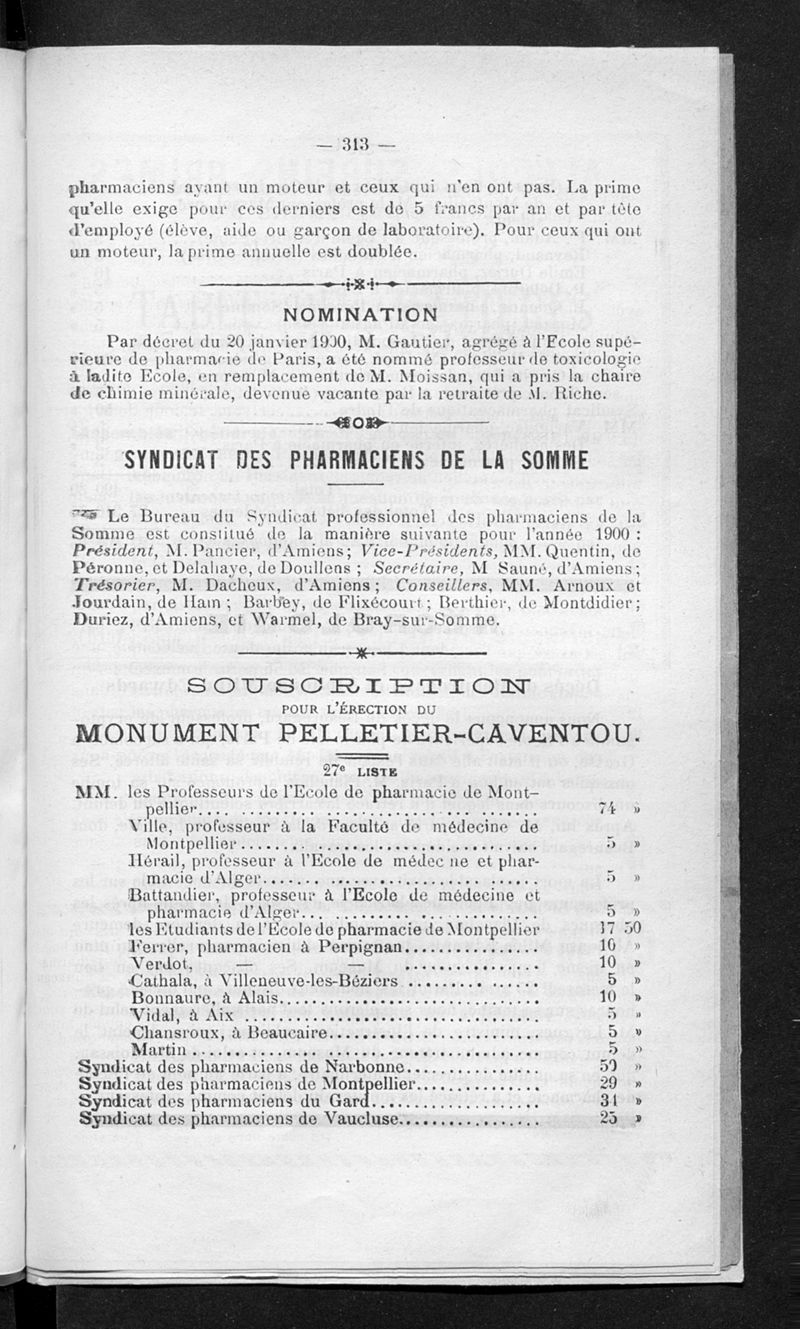 — 313 —
pharmaciens ayant un moteur et ceux qui n'en ont pas. La prime
qu'elle exige pour ces derniers est de 5 francs par an et par tête
d'employé (élève, aide ou garçon de laboratoire). Pour ceux qui ont
un moteur, la prime annuelle est doublée.
NOMINATION
Par décret du 20 janvier 1900, M. Gautier, agrégé à l'Ecole supé-
rieure de pharmacie de Paris, a été nommé professeur de toxicologie
à ladite Ecole, en remplacement de M. Moissan, qui a pris la chaire
de chimie minérale, devenue vacante par la retraite de M. Riche.
SYNDICAT DES PHARMACIENS DE LA SOMME
Le Bureau du Syndicat professionnel des pharmaciens de la
Somme est constitué de la manière suivante pour l'année 1900 :
Président, M. Pancier, d'Amiens; Vice-Présidents, MM. Quentin, de
Péronne, et Delahaye, de Doullens ; Secrétaire, M Sauné, d'Amiens;
Trésorier, M. Dacheux, d'Amiens; Conseillers, MM. Arnoux et
Jourdain, de Ham ; Barbey, de Flixécourt ; Berthier, de Montdidier;
Duriez, d'Amiens, et Warmel, de Bray-sur-Somme.
SOUSCRIPTION
POUR L'ÉRECTION DU
MONUMENT PELLETIER-CAVENTOU.
27e LISTE
MM. les Professeurs de l'Ecole de pharmacie de Mont-
pellier.......... 74 »
Ville, professeur à la Faculté de médecine de
Montpellier.......... 5 »
Hérail, professeur à l'Ecole de médec ne et phar-
macie d'Alger.......... 5 »
Battandier, professeur à l'Ecole de médecine et
pharmacie d'Alger.......... 5 »
les Etudiants de l'Ecole de pharmacie de Montpellier 17 50
Ferrer, pharmacien à Perpignan.......... 10 »
Verdot, — — .......... 10 »
Cathala, à Villeneuve-les-Béziers .......... 5 »
Bonnaure, à Alais.......... 10 »
Vidal, à Aix .......... 5 »
Chansroux, à Beaucaire.......... 5 »
Martin .......... 5 »
Syndicat des pharmaciens de Narbonne.......... 50 »
Syndicat des pharmaciens de Montpellier.......... 29 »
Syndicat des pharmaciens du Gard.......... 31 »
Syndicat des pharmaciens de Vaucluse.......... 25 »